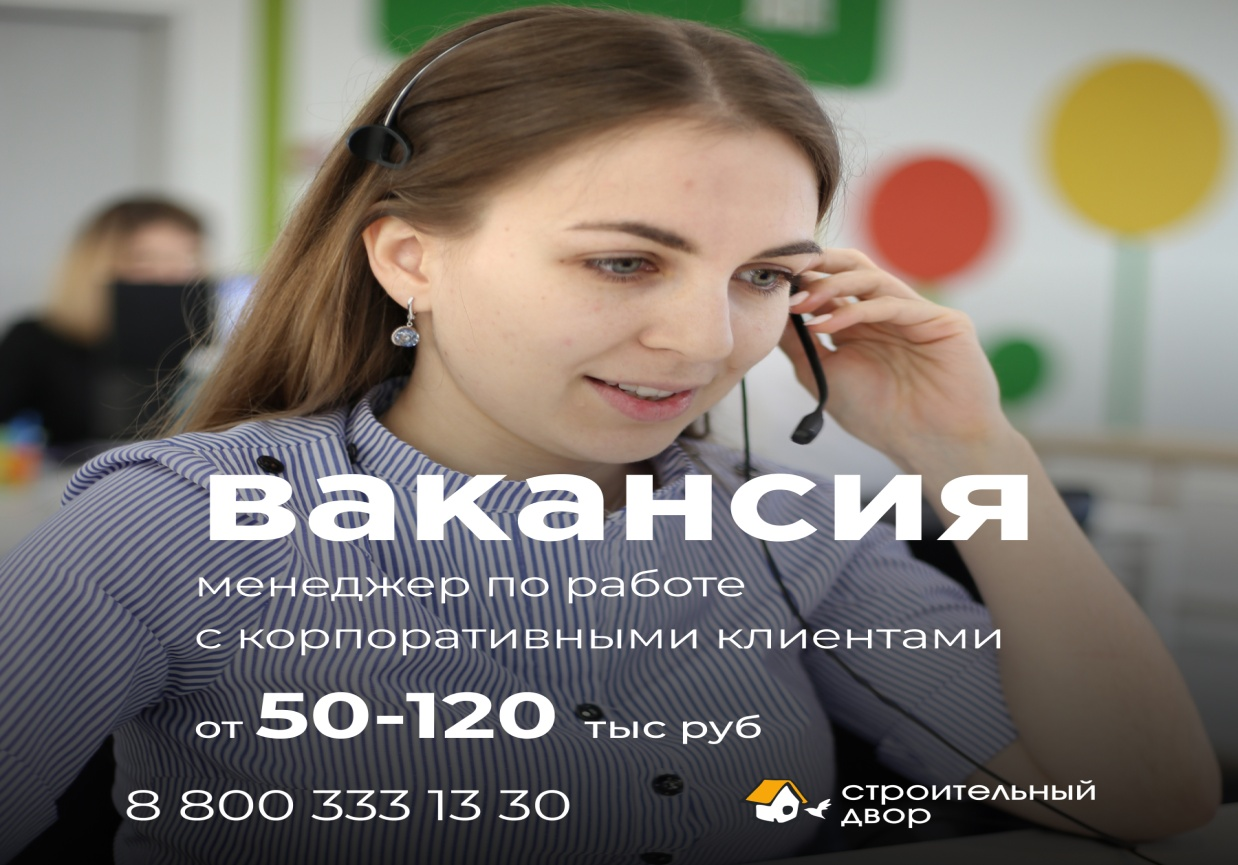 вакансия
менеджер по работе
с корпоративными клиентами
от 50-120 тыс руб
8 800 333 13 30
строительный
двор